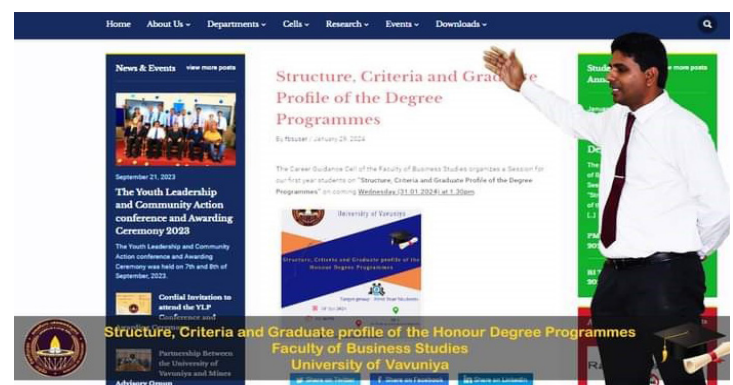 Home About Us Departments Cells Research Events Downloads
News & Events view more posts
September 21, 2023
The Youth Leadership
and Community Action
conference and Awarding
Ceremony 2023
The Youth Leadership and Community
Action conference and Awarding
Ceremony was held on 7th and 8th of
September, 2023.
Cordial Invitation to
attend the YLP
Conference and
Awarding Ceremony
Partnership Between
the University of
Vavuniya and Mines
Advisory Group
Structure, Criteria and Graduate
Profile of the Degree
Programmes
By fbsuser / January 29, 2024
The Career Guidance Cell of the Faculty of Business Studies organizes a Session for
our first year students on "Structure, Criteria and Graduate Profile of the Degree
Programmes" on coming Wednesday (31.01.2024) at 1.30pm.
University of Vavuniya
Structure, Criteria and Graduate profile of the
Honour Degree Programmes
Share on Twitter Share on Facebook Share on LinkedIn
more posts
Structure, Criteria and Graduate profile of the Honour Degree Programmes
Faculty of Business Studies
University of Vavuniya